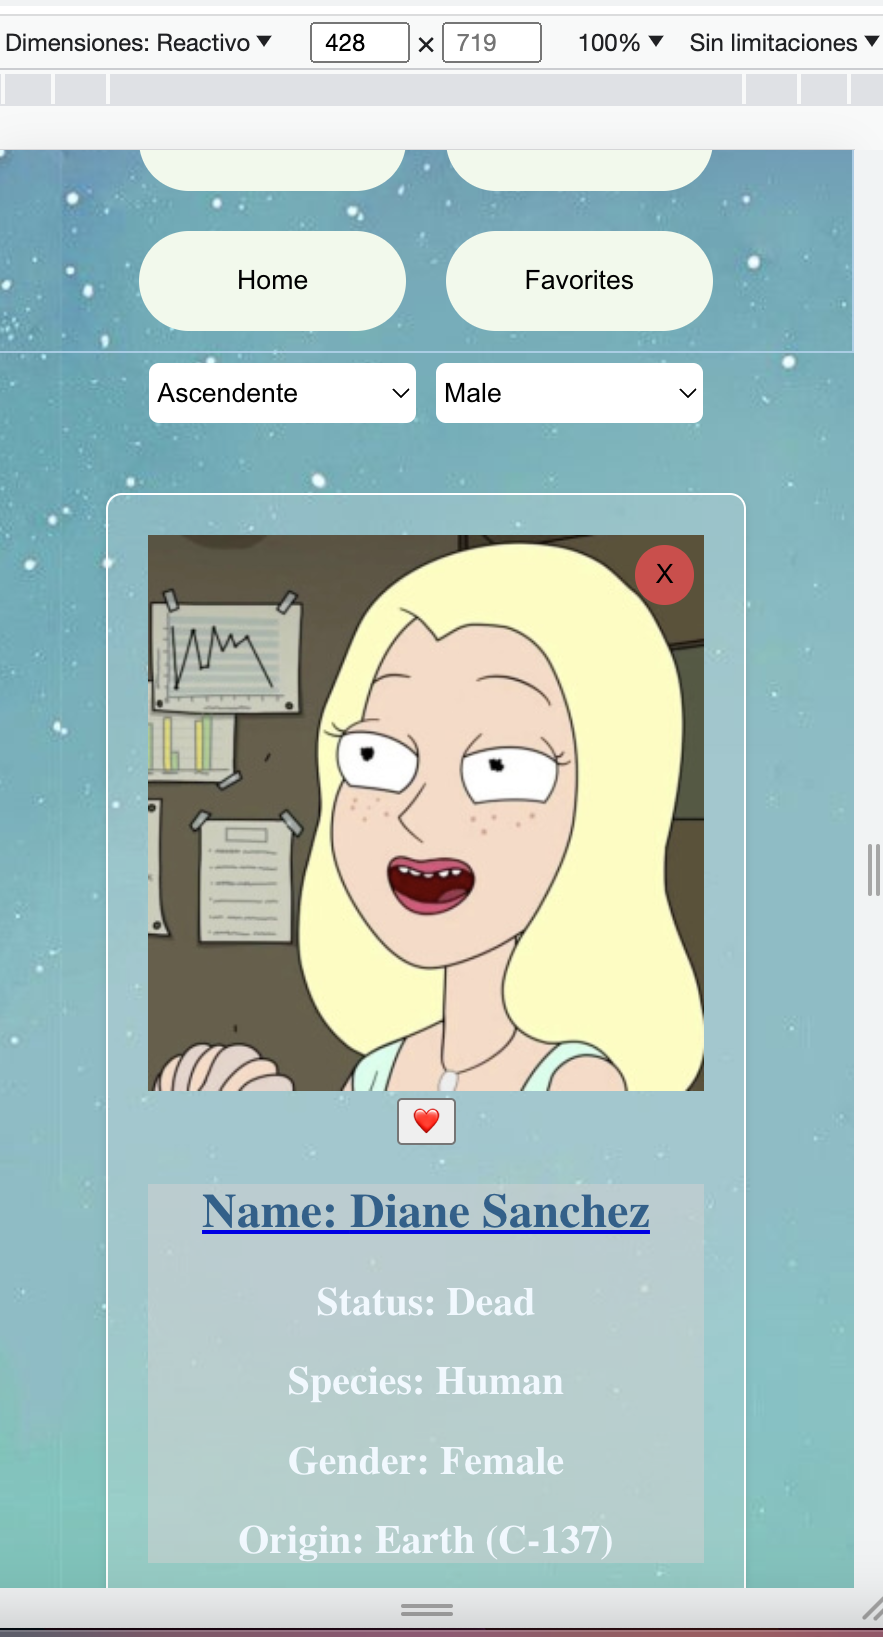 Dimensiones: Reactivo ▼ 428 × 719 100% ▼ Sin limitaciones ▼
Home Favorites
Ascendente Male
X
Name: Diane Sanchez
Status: Dead
Species: Human
Gender: Female
Origin: Earth (C-137)